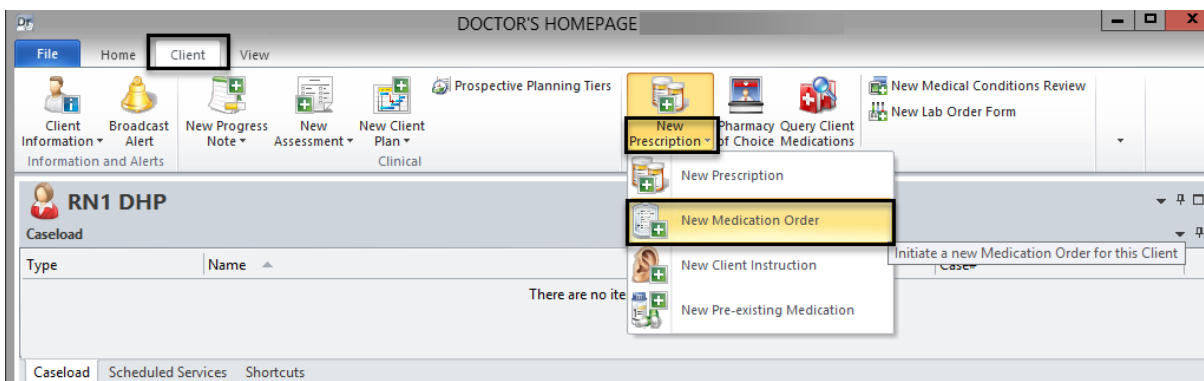 Dr
DOCTOR'S HOMEPAGE
File Home Client View
Client Information
Broadcast Alert
New Progress Note
New Assessment
New Client Plan
Prospective Planning Tiers
New Prescription
Pharmacy of Choice
Query Client Medications
New Medical Conditions Review
New Lab Order Form
Information and Alerts
Clinical
New Prescription
RN1 DHP
New Medication Order
Caseload
Initiate a new Medication Order for this Client
Type Name Case#
New Client Instruction
There are no ite
New Pre-existing Medication
Caseload Scheduled Services Shortcuts